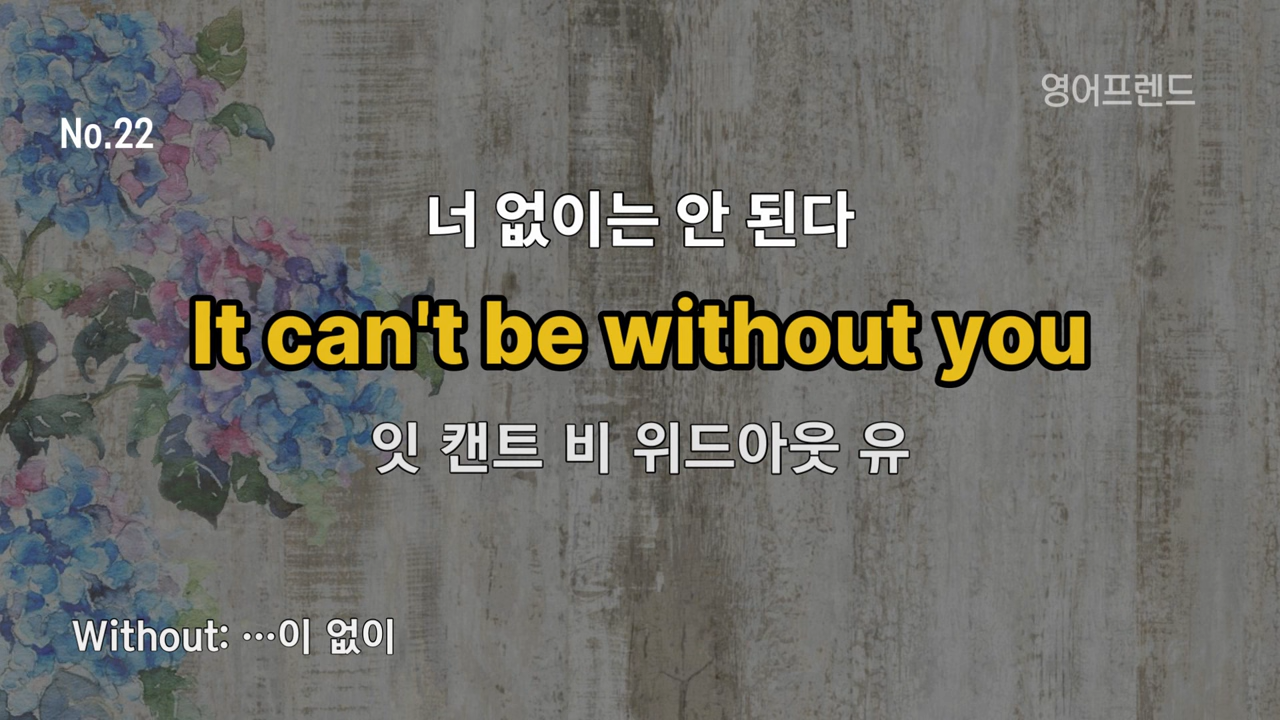 영어프렌드
No.22
너 없이는 안 된다
It can't be without you
잇 캔트 비 위드아웃 유
Without: …이 없이